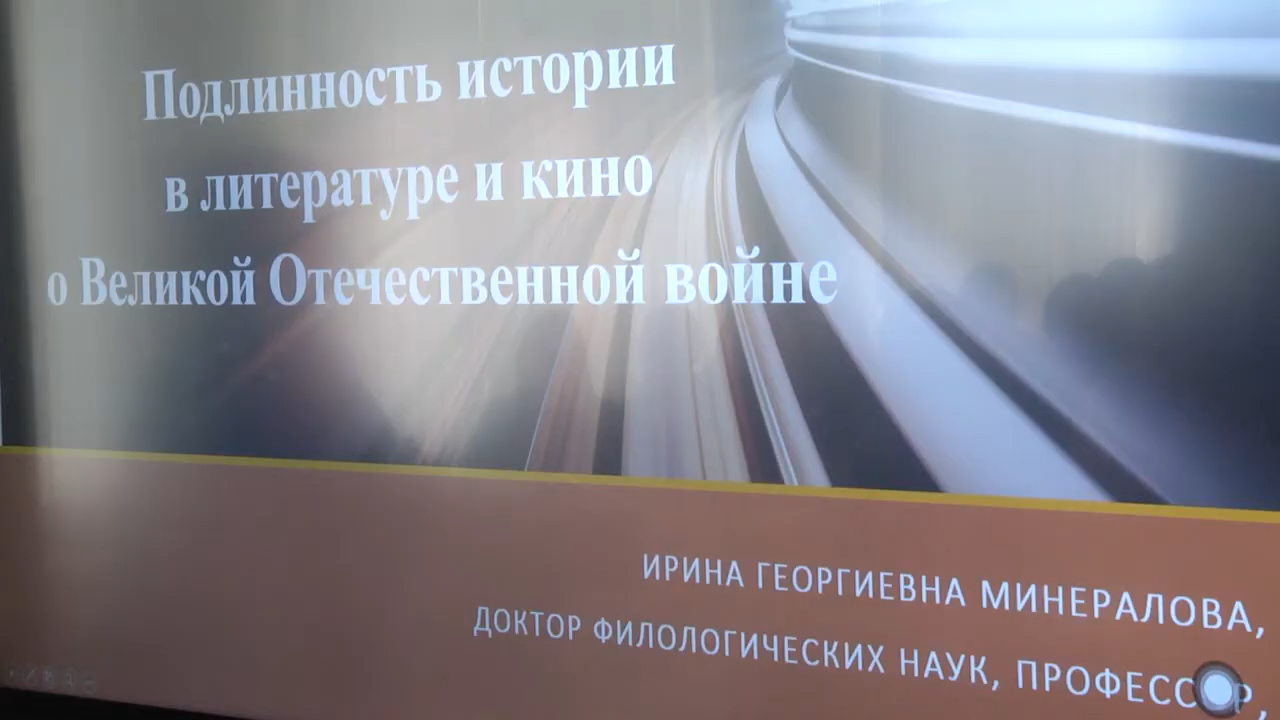 Подлинность истории
в литературе и кино
о Великой Отечественной войне
ИРИНА ГЕОРГИЕВНА МИНЕРАЛОВА,
ДОКТОР ФИЛОЛОГИЧЕСКИХ НАУК, ПРОФЕССОР,